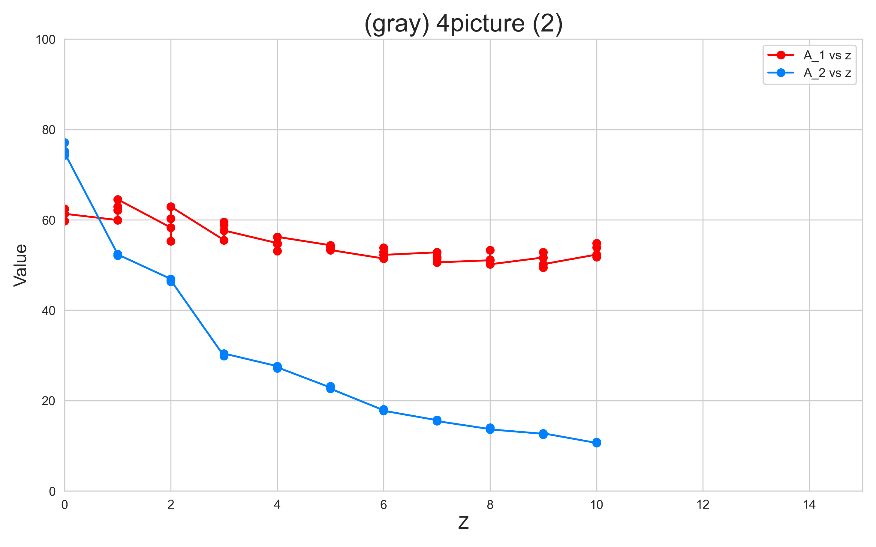 (gray) 4picture (2)
A_1 vs z
A_2 vs z
Value
100
80
60
40
20
0
0 2 4 6 8 10 12 14
z